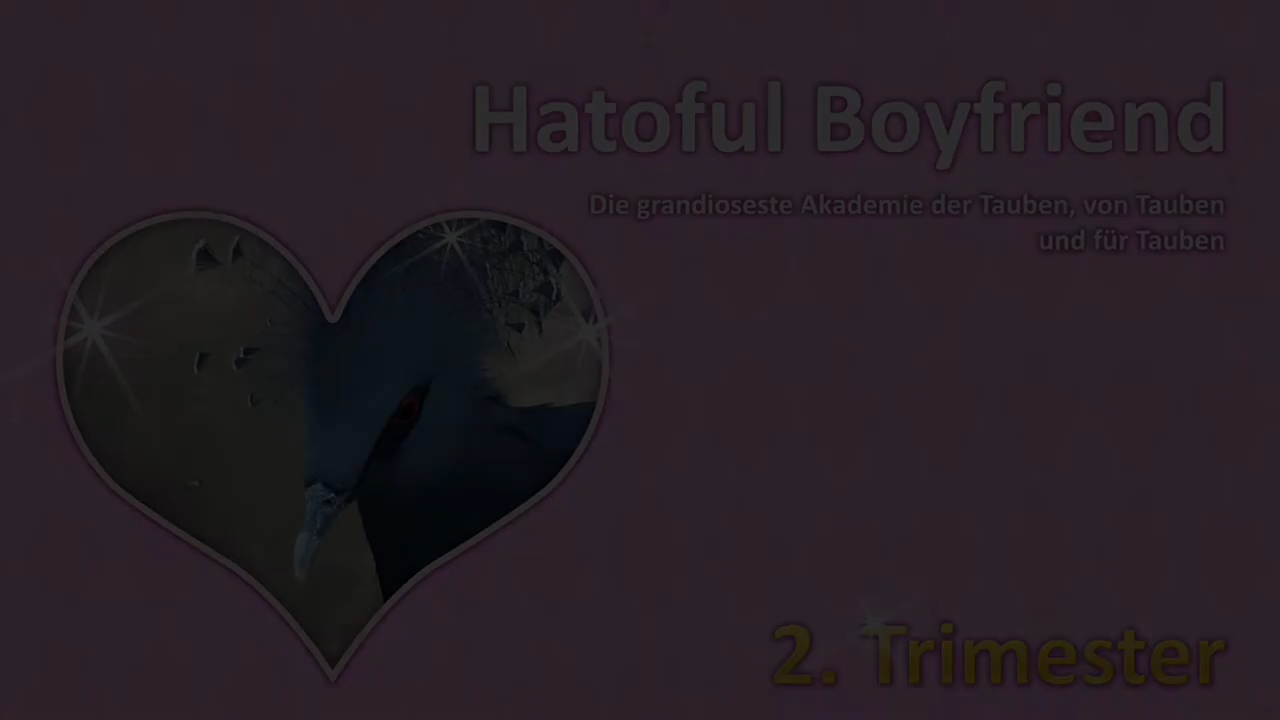 Hatoful Boyfriend
Die grandioseste Akademie der Tauben, von Tauben
und für Tauben
2. Trimester